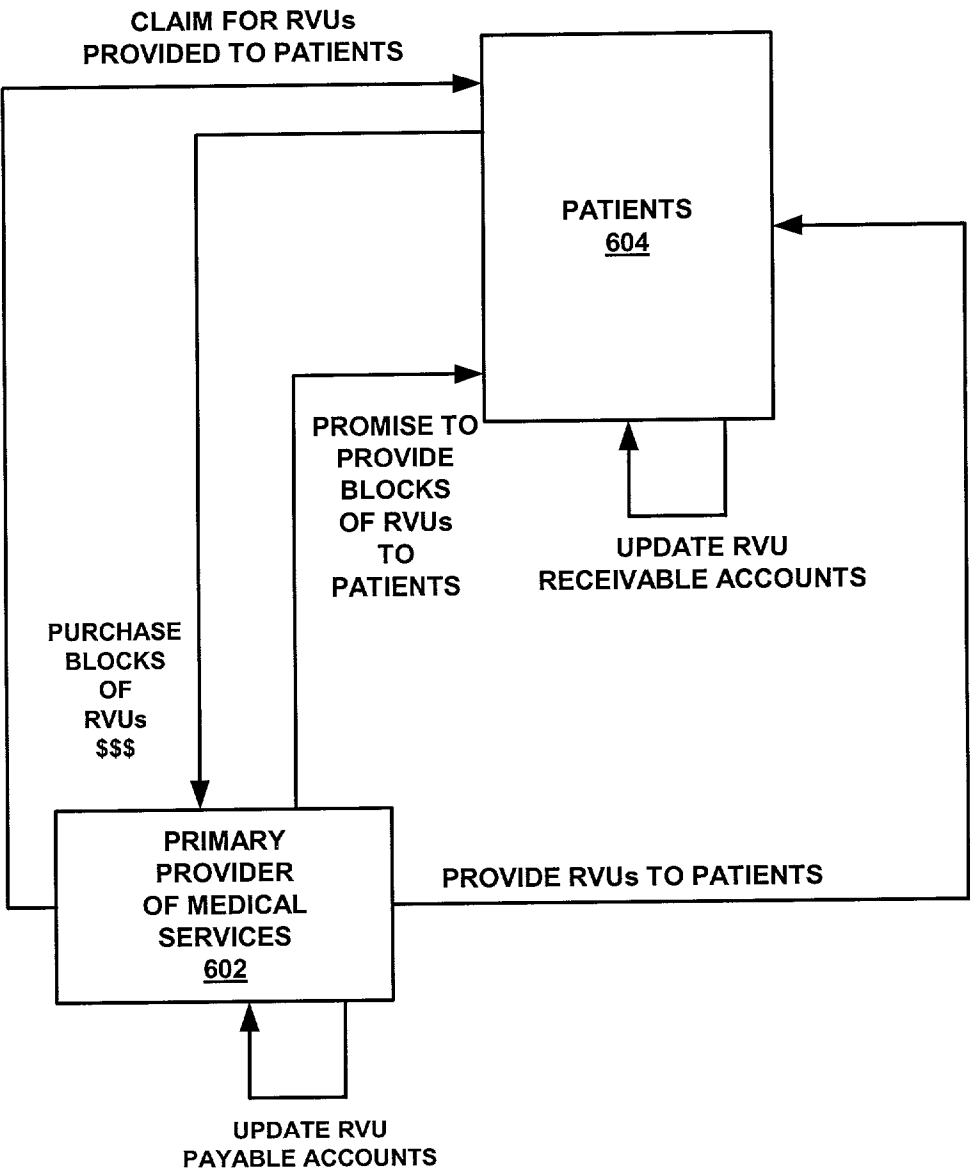 CLAIM FOR RVUs
PROVIDED TO PATIENTS
PATIENTS
604
PROMISE TO
PROVIDE
BLOCKS
OF RVUs
TO
PATIENTS
UPDATE RVU
RECEIVABLE ACCOUNTS
PURCHASE
BLOCKS
OF
RVUs
$$$
PRIMARY
PROVIDER
OF MEDICAL
SERVICES
602
PROVIDE RVUs TO PATIENTS
UPDATE RVU
PAYABLE ACCOUNTS